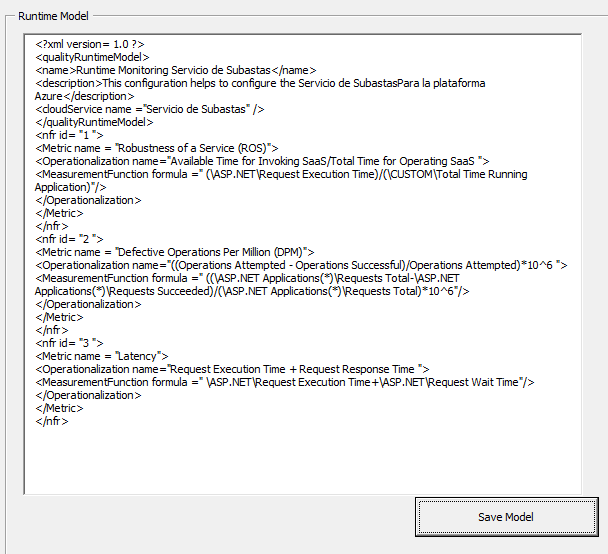 Runtime Model
<?xml version= 1.0 ?>
<qualityRuntimeModel>
<name>Runtime Monitoring Servicio de Subastas</name>
<description>This configuration helps to configure the Servicio de SubastasPara la plataforma
Azure</description>
<cloudService name ="Servicio de Subastas" />
</qualityRuntimeModel>
<nfr id= "1 ">
<Metric name = "Robustness of a Service (ROS)">
<Operationalization name="Available Time for Invoking SaaS/Total Time for Operating SaaS ">
<MeasurementFunction formula =" (\ASP.NET\Request Execution Time)/(\CUSTOM\Total Time Running
Application)"/>
</Operationalization>
</Metric>
</nfr>
<nfr id= "2 ">
<Metric name = "Defective Operations Per Million (DPM)">
<Operationalization name="((Operations Attempted - Operations Successful)/Operations Attempted)*10^6 ">
<MeasurementFunction formula =" ((\ASP.NET Applications(*)\Requests Total-\ASP.NET
Applications(*)\Requests Succeeded)/(\ASP.NET Applications(*)\Requests Total)*10^6"/>
</Operationalization>
</Metric>
</nfr>
<nfr id= "3 ">
<Metric name = "Latency">
<Operationalization name="Request Execution Time + Request Response Time ">
<MeasurementFunction formula =" \ASP.NET\Request Execution Time+\ASP.NET\Request Wait Time"/>
</Operationalization>
</Metric>
</nfr>
Save Model